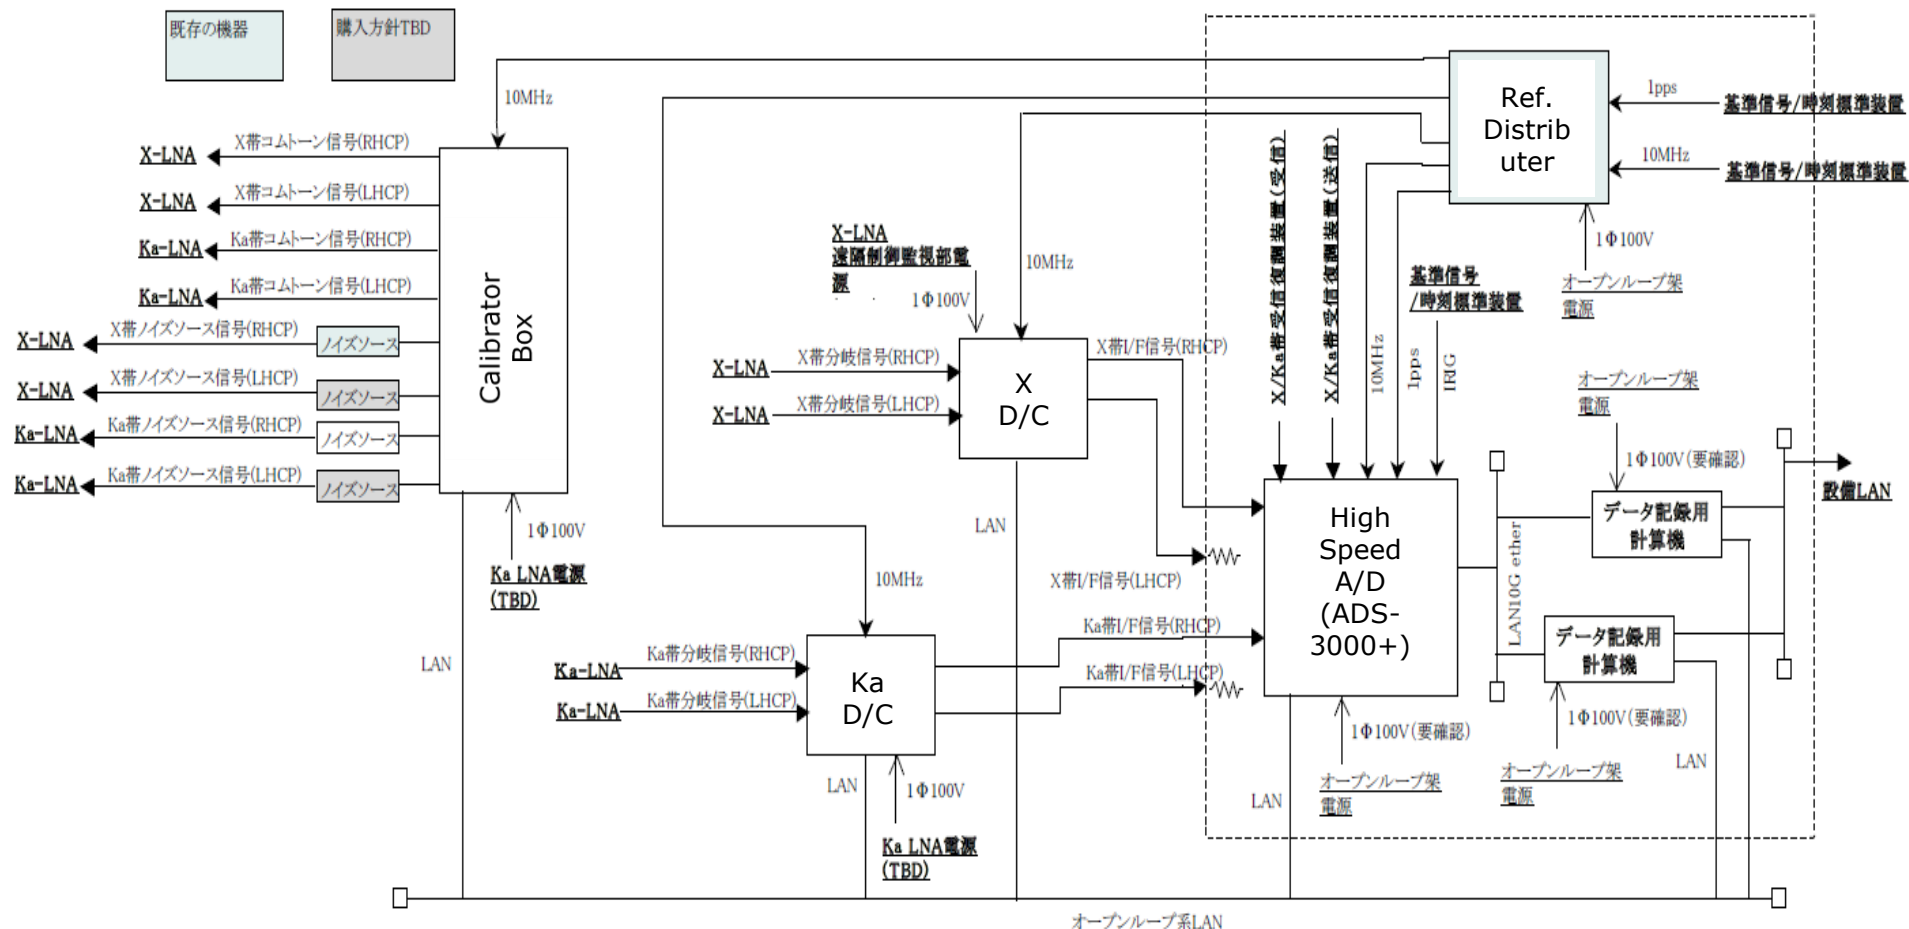 既存の機器
購入方針TBD
10MHz
X-LNA
X帯コムトーン信号(RHCP)
X-LNA
X帯コムトーン信号(LHCP)
Ka-LNA
Ka帯コムトーン信号(RHCP)
Ka-LNA
Ka帯コムトーン信号(LHCP)
X-LNA
X帯ノイズソース信号(RHCP)
ノイズソース
X-LNA
X帯ノイズソース信号(LHCP)
ノイズソース
Ka-LNA
Ka帯ノイズソース信号(RHCP)
ノイズソース
Ka-LNA
Ka帯ノイズソース信号(LHCP)
ノイズソース
Calibrator
Box
1Φ100V
Ka LNA電源
(TBD)
LAN
X-LNA
遠隔制御監視部電
源
1Φ100V
10MHz
X-LNA
X帯分岐信号(RHCP)
X-LNA
X帯分岐信号(LHCP)
X
D/C
X帯I/F信号(RHCP)
X帯I/F信号(LHCP)
LAN
10MHz
Ka-LNA
Ka帯分岐信号(RHCP)
Ka-LNA
Ka帯分岐信号(LHCP)
Ka
D/C
Ka帯I/F信号(RHCP)
Ka帯I/F信号(LHCP)
LAN
1Φ100V
Ka LNA電源
(TBD)
Ref.
Distrib
uter
1pps
基準信号/時刻標準装置
10MHz
基準信号/時刻標準装置
1Φ100V
オープンループ架
電源
X/Ka帯受信復調装置(受信)
X/Ka帯受信復調装置(送信)
10MHz
1pps
IRIG
基準信号
/時刻標準装置
High
Speed
A/D
(ADS-
3000+)
1Φ100V(要確認)
オープンループ架
電源
LAN
LAN10G ether
オープンループ架
電源
1Φ100V(要確認)
データ記録用
計算機
設備LAN
データ記録用
計算機
1Φ100V(要確認)
オープンループ架
電源
LAN
オープンループ系LAN